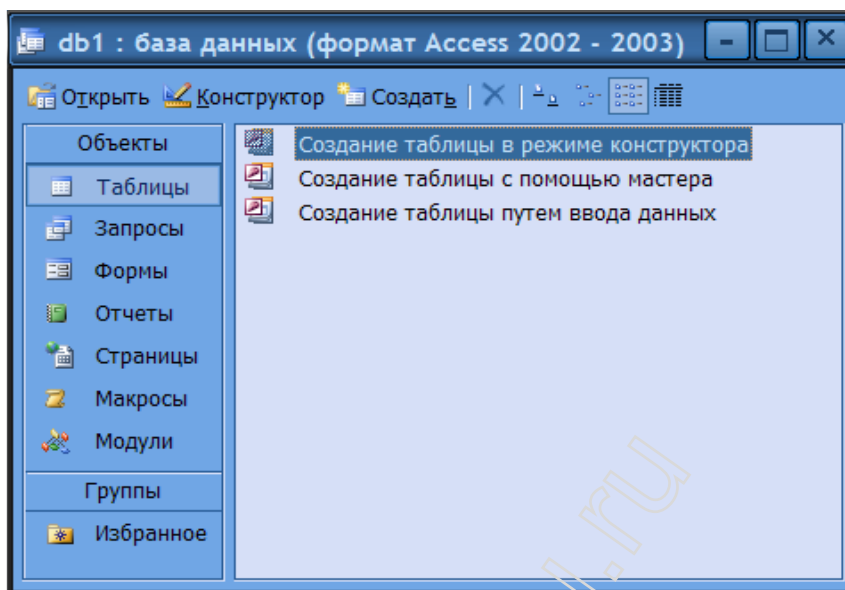 db1 : база данных (формат Access 2002 - 2003)
Открыть Конструктор Создать
Объекты
Таблицы
Запросы
Формы
Отчеты
Страницы
Макросы
Модули
Группы
Избранное
Создание таблицы в режиме конструктора
Создание таблицы с помощью мастера
Создание таблицы путем ввода данных